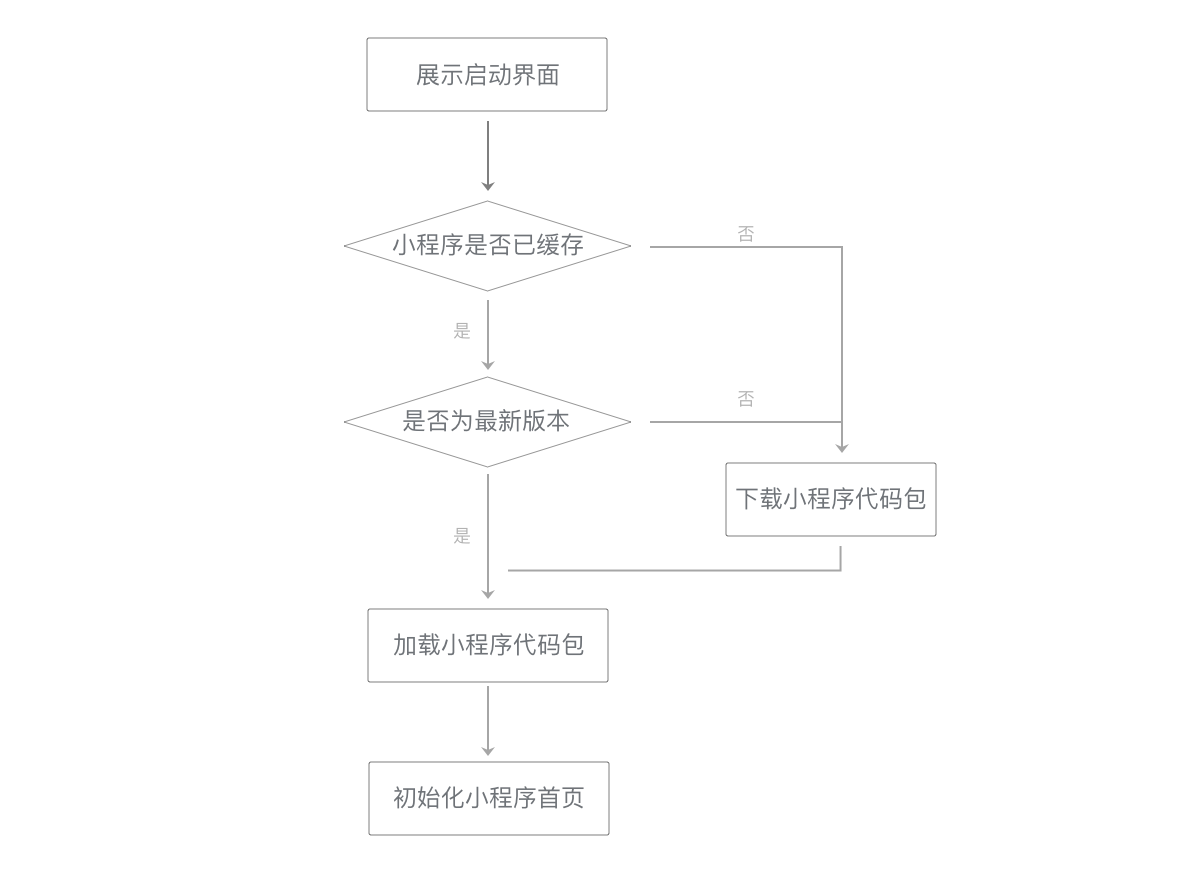 展示启动界面
小程序是否已缓存
否
是
是否为最新版本
否
下载小程序代码包
是
加载小程序代码包
初始化小程序首页